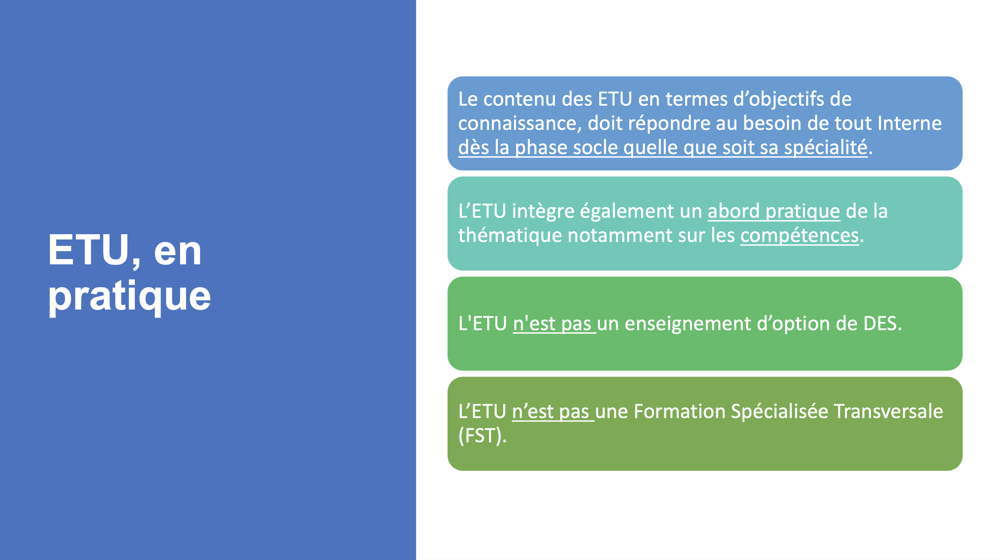 ETU, en
pratique
Le contenu des ETU en termes d’objectifs de
connaissance, doit répondre au besoin de tout Interne
dès la phase socle quelle que soit sa spécialité.
L’ETU intègre également un abord pratique de la
thématique notamment sur les compétences.
L'ETU n'est pas un enseignement d’option de DES.
L’ETU n’est pas une Formation Spécialisée Transversale
(FST).